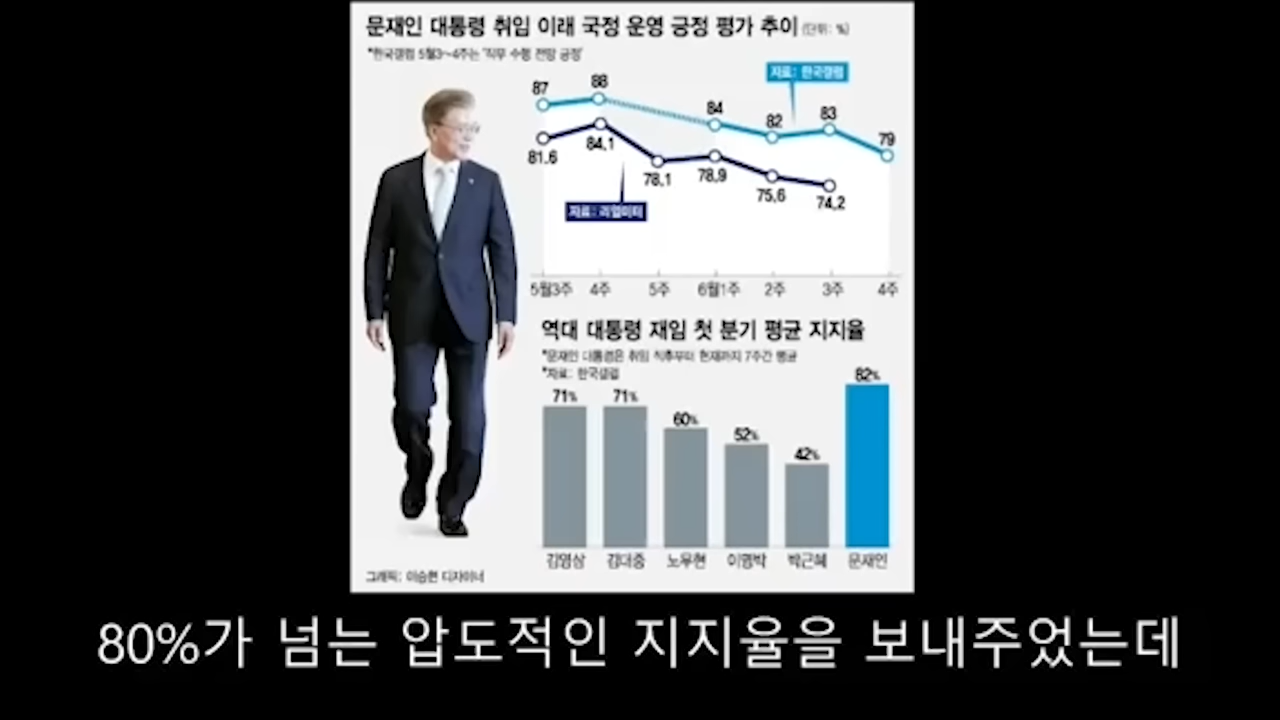 문재인 대통령 취임 이래 국정 운영 긍정 평가 추이 (단위: %)
*한국갤럽 5월3~4주는 '직무 수행 전망 긍정'
자료: 한국갤럽
87 88 84 82 83 79
81.6 84.1 78.1 78.9 75.6 74.2
자료: 리얼미터
5월3주 4주 5주 6월1주 2주 3주 4주
역대 대통령 재임 첫 분기 평균 지지율
*문재인 대통령은 취임 직후부터 현재까지 7주간 평균
*자료: 한국갤럽
71% 71% 60% 52% 42% 82%
김영삼 김대중 노무현 이명박 박근혜 문재인
그래픽: 이승현 디자이너
80%가 넘는 압도적인 지지율을 보내주었는데